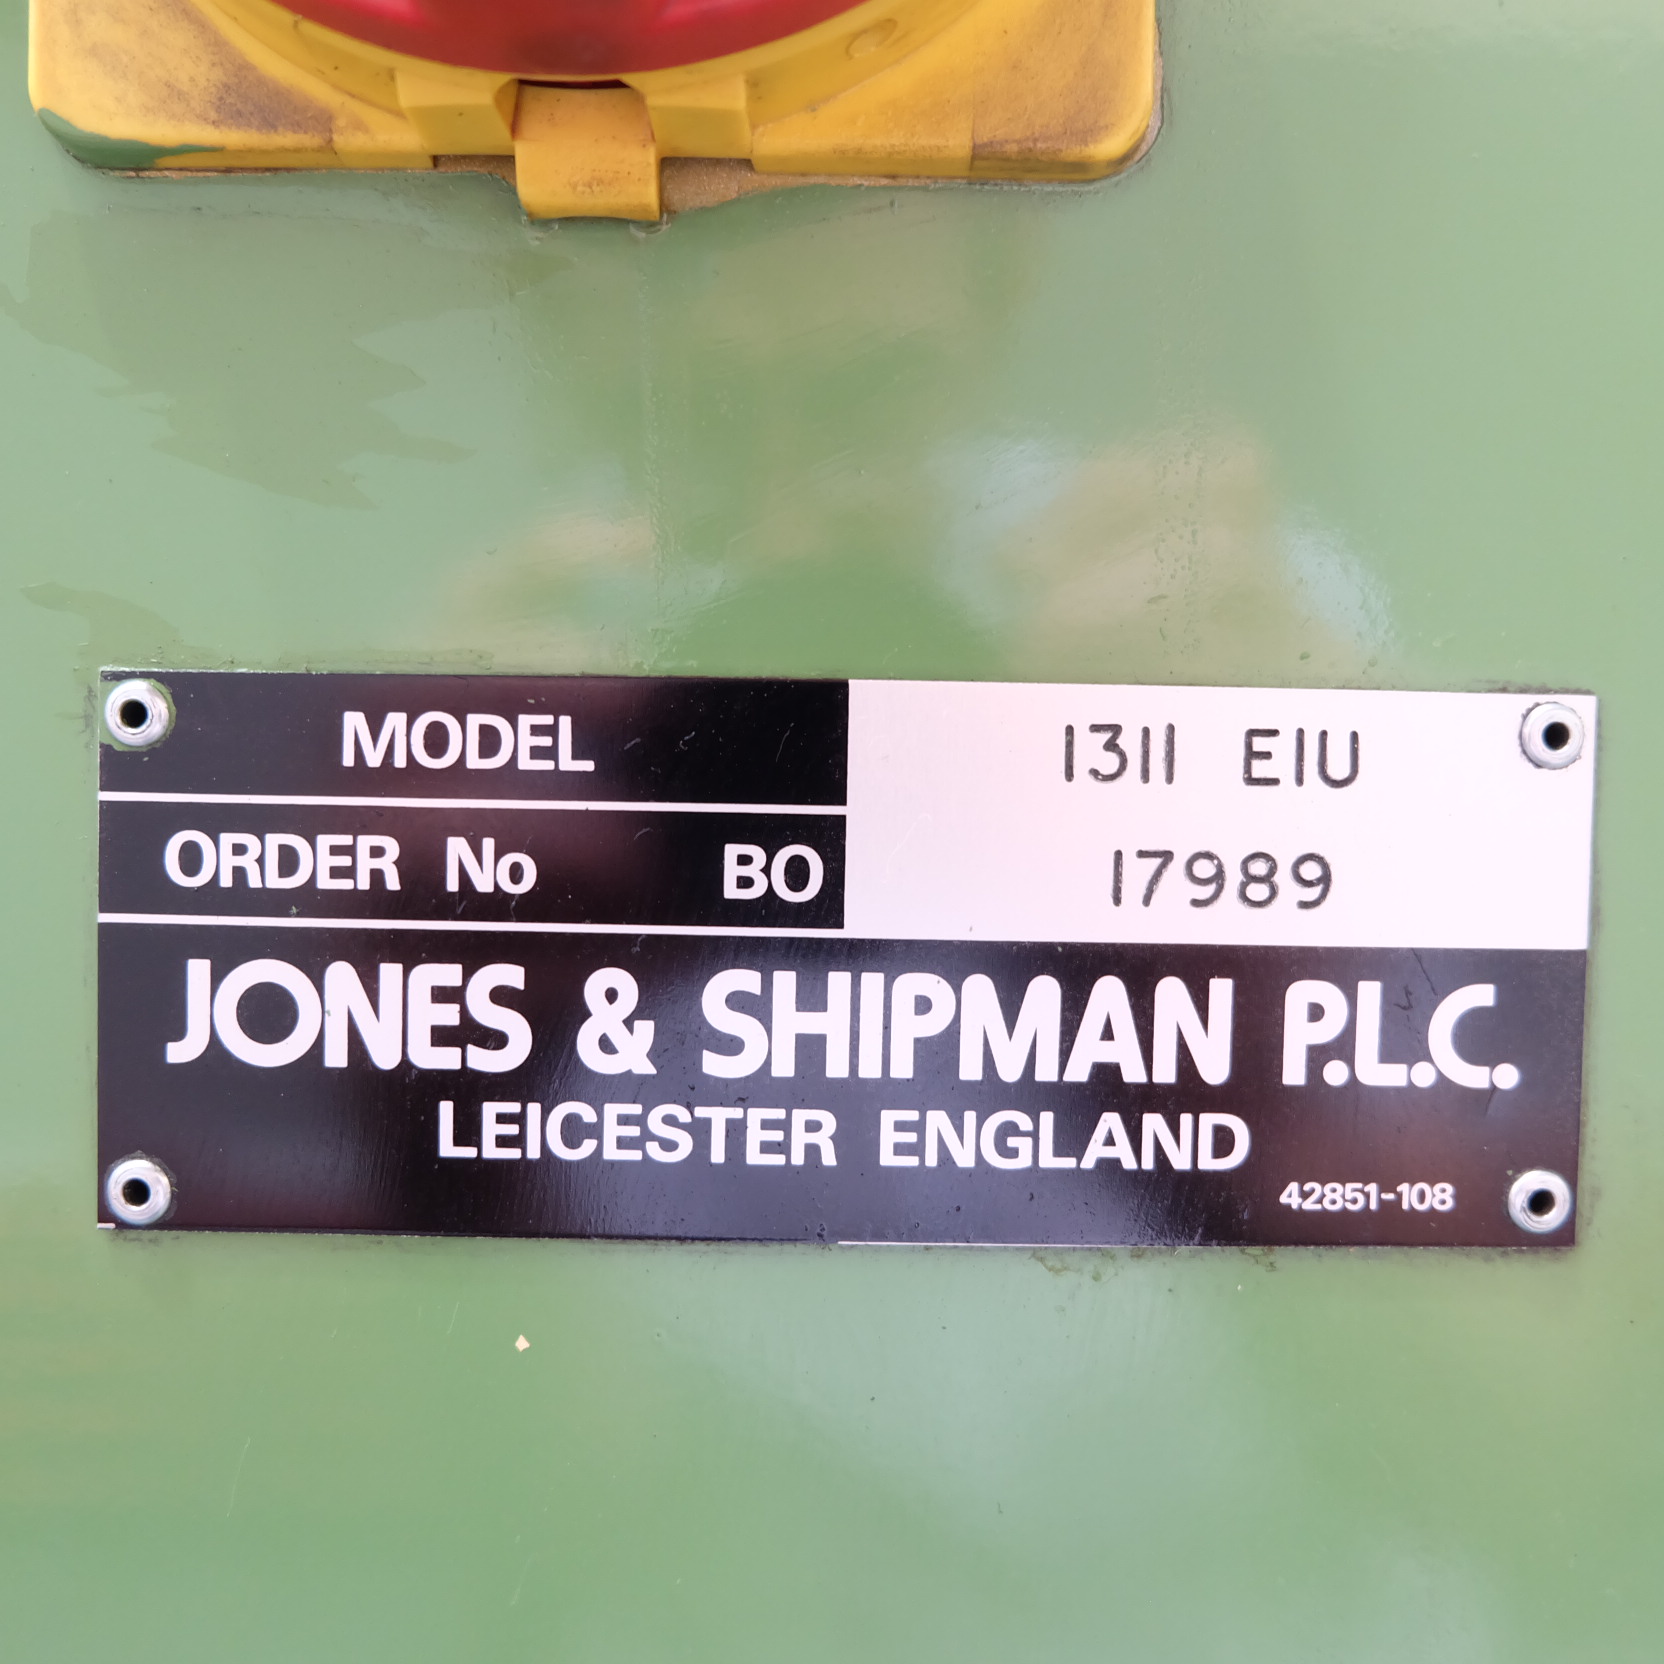 MODEL 1311 EIU
ORDER No BO 17989
JONES & SHIPMAN P.L.C.
LEICESTER ENGLAND
42851-108